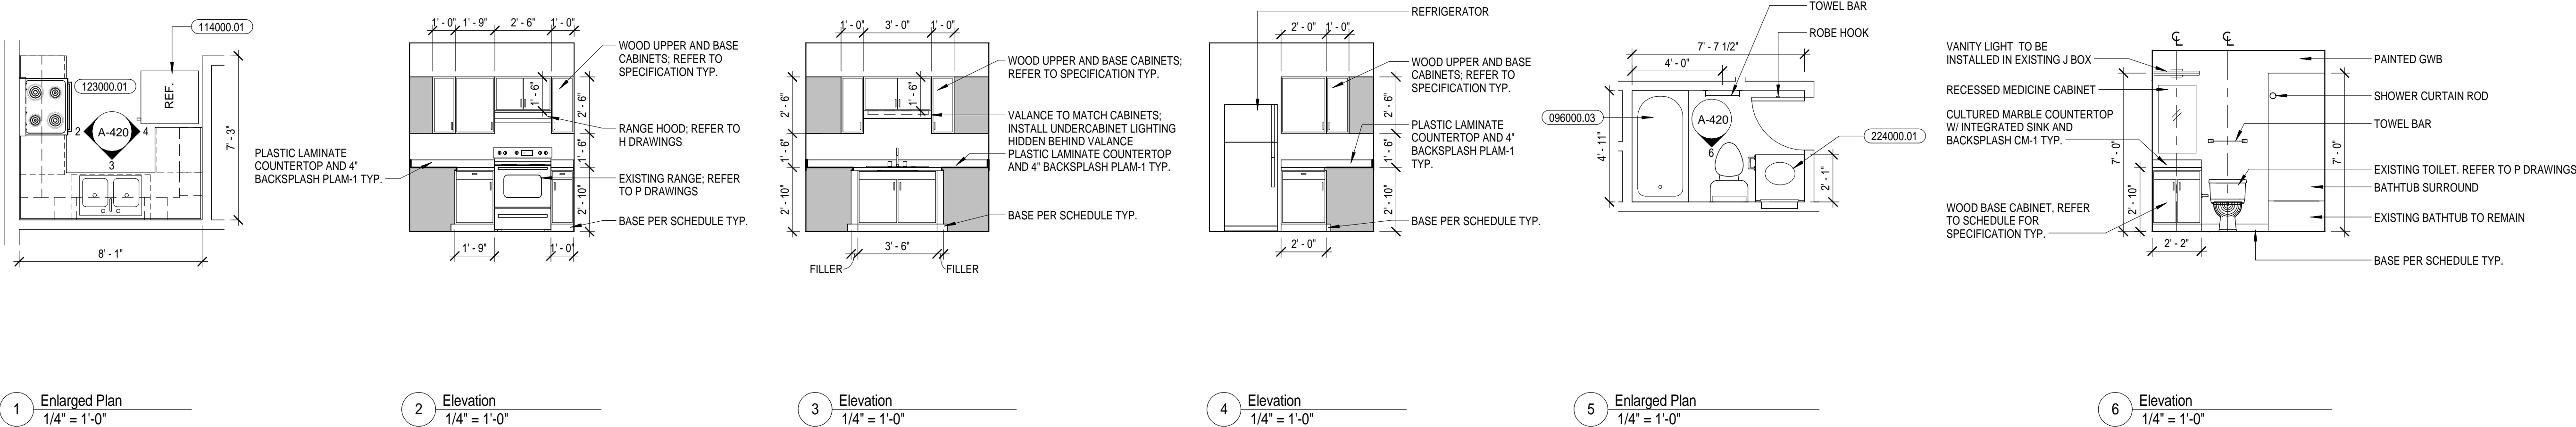 114000.01
123000.01
REF.
2
A-420
4
3
7' - 3"
8' - 1"
1
Enlarged Plan
1/4" = 1'-0"
1' - 0"
1' - 9"
2' - 6"
1' - 0"
WOOD UPPER AND BASE
CABINETS; REFER TO
SPECIFICATION TYP.
1' - 6"
2' - 6"
RANGE HOOD; REFER TO
H DRAWINGS
1' - 6"
PLASTIC LAMINATE
COUNTERTOP AND 4"
BACKSPLASH PLAM-1 TYP.
EXISTING RANGE; REFER
TO P DRAWINGS
2' - 10"
BASE PER SCHEDULE TYP.
1' - 9"
1' - 0"
2
Elevation
1/4" = 1'-0"
1' - 0"
3' - 0"
1' - 0"
WOOD UPPER AND BASE CABINETS;
REFER TO SPECIFICATION TYP.
1' - 6"
2' - 6"
VALANCE TO MATCH CABINETS;
INSTALL UNDERCABINET LIGHTING
HIDDEN BEHIND VALANCE
1' - 6"
PLASTIC LAMINATE COUNTERTOP
AND 4" BACKSPLASH PLAM-1 TYP.
2' - 10"
BASE PER SCHEDULE TYP.
3' - 6"
FILLER
FILLER
3
Elevation
1/4" = 1'-0"
REFRIGERATOR
2' - 0"
1' - 0"
WOOD UPPER AND BASE
CABINETS; REFER TO
SPECIFICATION TYP.
2' - 6"
PLASTIC LAMINATE
COUNTERTOP AND 4"
BACKSPLASH PLAM-1
TYP.
1' - 6"
2' - 10"
BASE PER SCHEDULE TYP.
2' - 0"
4
Elevation
1/4" = 1'-0"
TOWEL BAR
ROBE HOOK
7' - 7 1/2"
4' - 0"
096000.03
A-420
6
224000.01
4' - 11"
2' - 1"
5
Enlarged Plan
1/4" = 1'-0"
VANITY LIGHT TO BE
INSTALLED IN EXISTING J BOX
RECESSED MEDICINE CABINET
CULTURED MARBLE COUNTERTOP
W/ INTEGRATED SINK AND
BACKSPLASH CM-1 TYP.
WOOD BASE CABINET, REFER
TO SCHEDULE FOR
SPECIFICATION TYP.
7' - 0"
2' - 10"
2' - 2"
7' - 0"
PAINTED GWB
SHOWER CURTAIN ROD
TOWEL BAR
EXISTING TOILET. REFER TO P DRAWINGS
BATHTUB SURROUND
EXISTING BATHTUB TO REMAIN
BASE PER SCHEDULE TYP.
6
Elevation
1/4" = 1'-0"